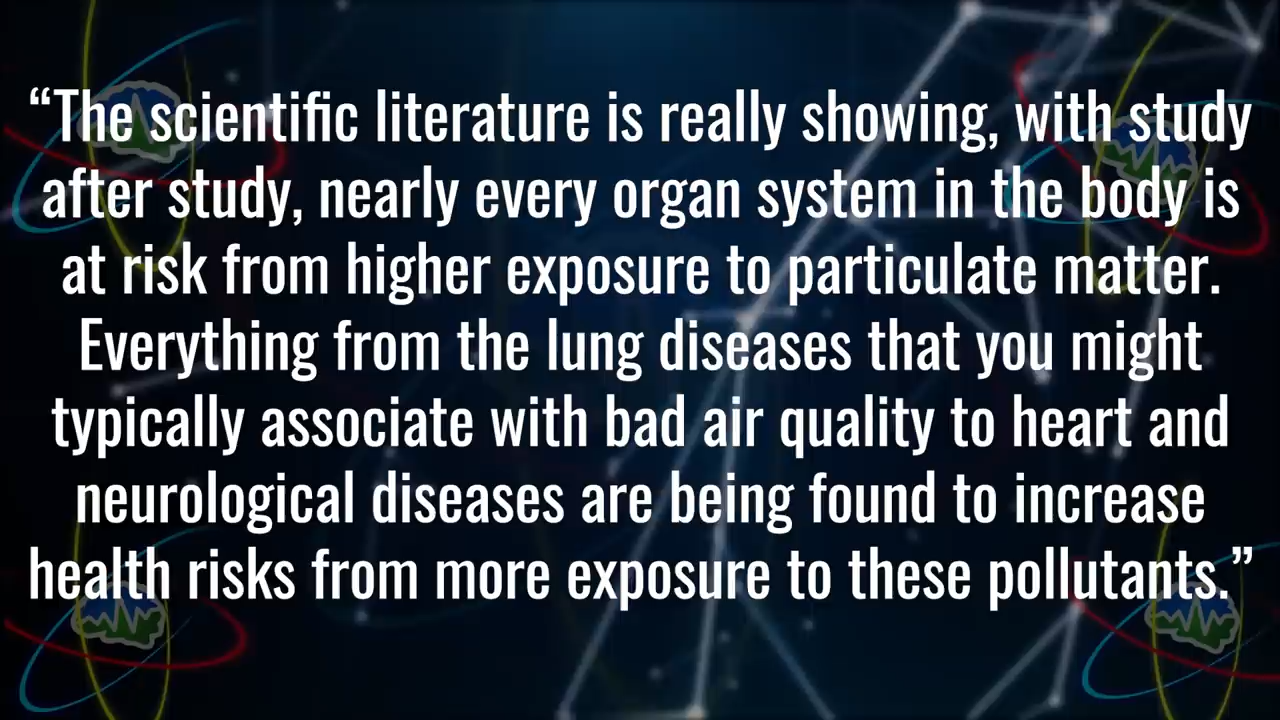 “The scientific literature is really showing, with study
after study, nearly every organ system in the body is
at risk from higher exposure to particulate matter.
Everything from the lung diseases that you might
typically associate with bad air quality to heart and
neurological diseases are being found to increase
health risks from more exposure to these pollutants.”